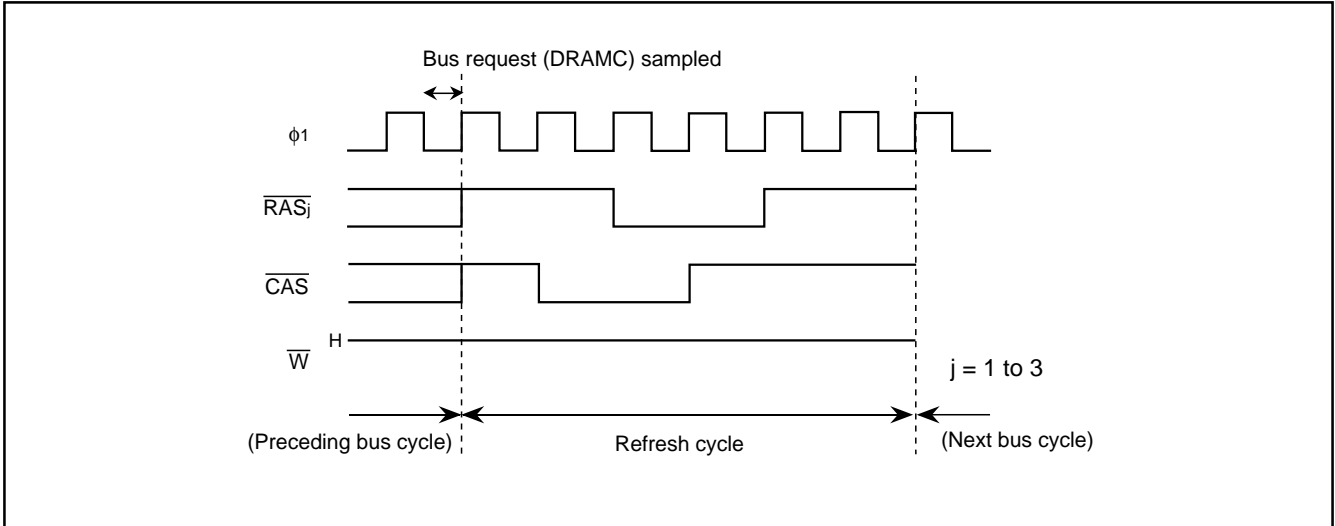 Bus request (DRAMC) sampled
ϕ1
RASj
CAS
H
W
j = 1 to 3
(Preceding bus cycle)
Refresh cycle
(Next bus cycle)